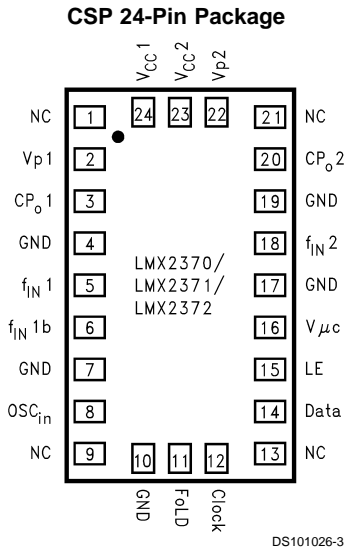 CSP 24-Pin Package
VCC1 VCC2 Vp2
24 23 22
NC 1 21 NC
Vp1 2 20 CPo2
CPo1 3 19 GND
GND 4 18 fIN2
fIN1 5 17 GND
fIN1b 6 16 Vμc
GND 7 15 LE
OSCin 8 14 Data
NC 9 13 NC
LMX2370/
LMX2371/
LMX2372
10 11 12
GND FoLD Clock
DS101026-3